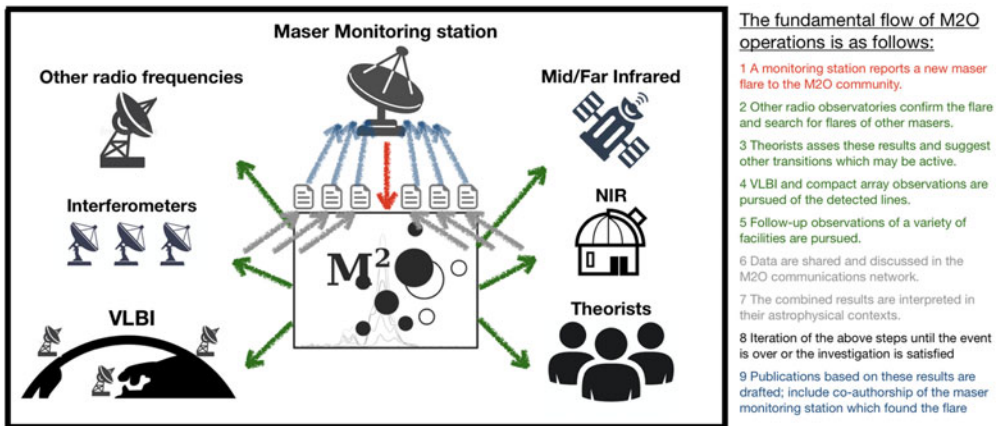 Maser Monitoring station
Other radio frequencies
Mid/Far Infrared
Interferometers
NIR
M²
VLBI
Theorists
The fundamental flow of M2O
operations is as follows:
1 A monitoring station reports a new maser
flare to the M2O community.
2 Other radio observatories confirm the flare
and search for flares of other masers.
3 Theorists asses these results and suggest
other transitions which may be active.
4 VLBI and compact array observations are
pursued of the detected lines.
5 Follow-up observations of a variety of
facilities are pursued.
6 Data are shared and discussed in the
M2O communications network.
7 The combined results are interpreted in
their astrophysical contexts.
8 Iteration of the above steps until the event
is over or the investigation is satisfied
9 Publications based on these results are
drafted; include co-authorship of the maser
monitoring station which found the flare